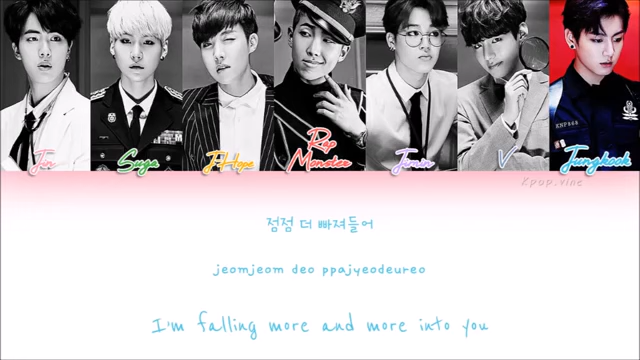 Jin
Suga
J-Hope
Rap Monster
Jimin
V
Jungkook
Kpop.vine
점점 더 빠져들어
jeomjeom deo ppajyeodeureo
I'm falling more and more into you